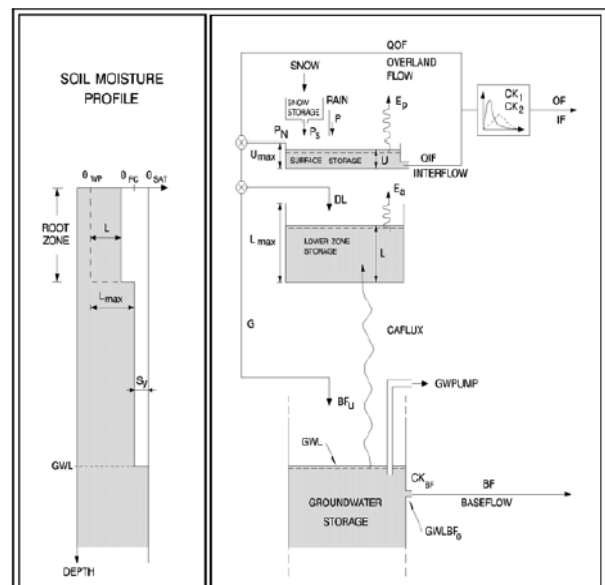 SOIL MOISTURE
PROFILE
θWP θFC θSAT
ROOT
ZONE
L
Lmax
Sy
GWL
DEPTH
QOF
OVERLAND
FLOW
SNOW
SNOW
STORAGE
RAIN
P
PN
Ps
Ep
Umax
SURFACE STORAGE
U
QIF
INTERFLOW
CK1
CK2
OF
IF
DL
Ea
Lmax
LOWER ZONE
STORAGE
L
G
CAFLUX
BFu
GWPUMP
GWL
GROUNDWATER
STORAGE
CKBF
BF
BASEFLOW
GWLBF0